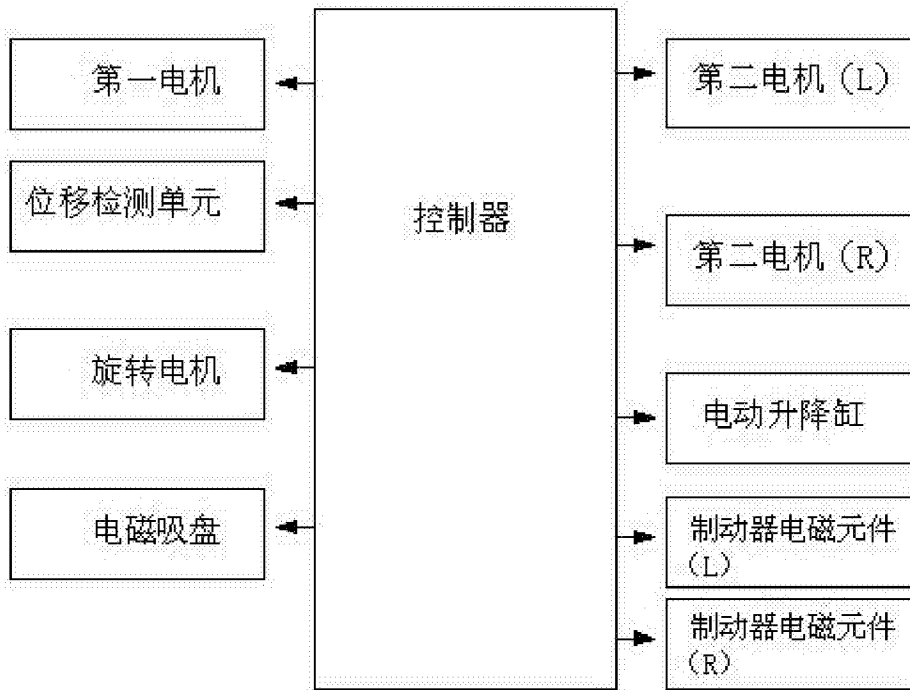 第一电机
位移检测单元
旋转电机
电磁吸盘
控制器
第二电机（L）
第二电机（R）
电动升降缸
制动器电磁元件
（L）
制动器电磁元件
（R）